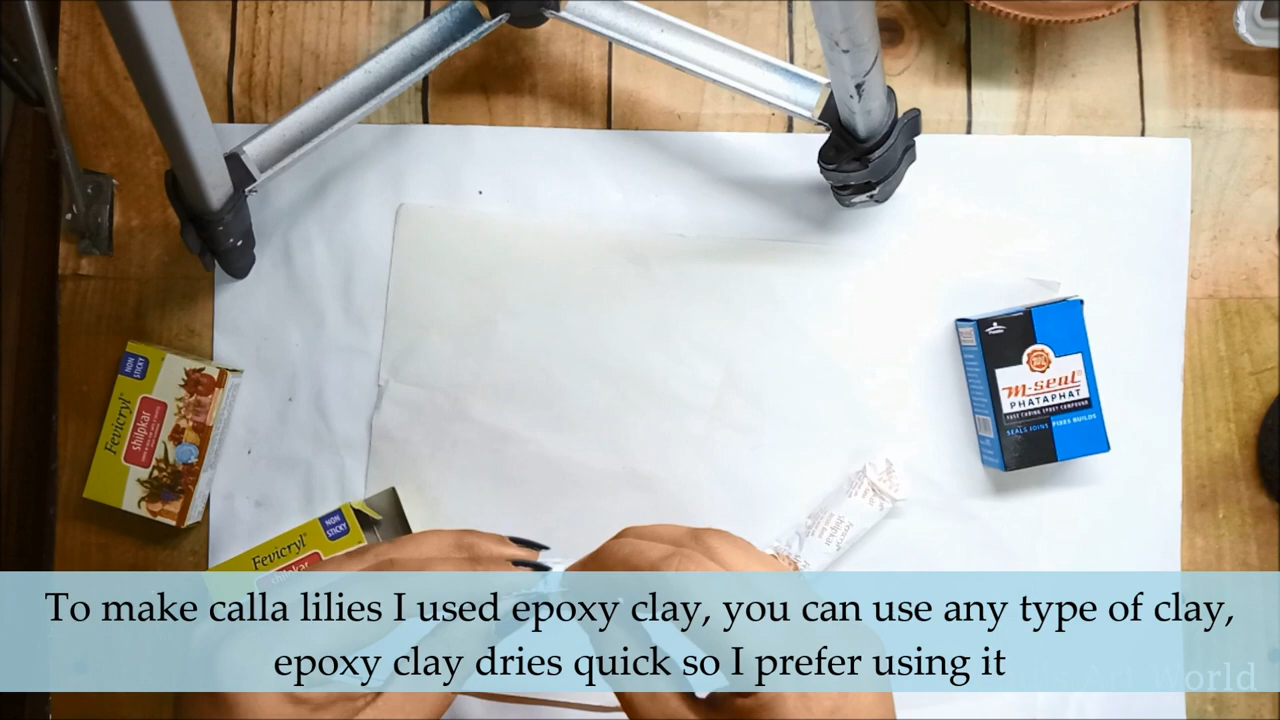 NON
STICKY
Fevicryl
shilpkar
m-seal
PHATAPHAT
FAST CURING EPOXY COMPOUND
SEALS JOINS FIXES BUILDS
NON
STICKY
Fevicryl
shilpkar
Fevicryl
shilpkar
To make calla lilies I used epoxy clay, you can use any type of clay,
epoxy clay dries quick so I prefer using it
World